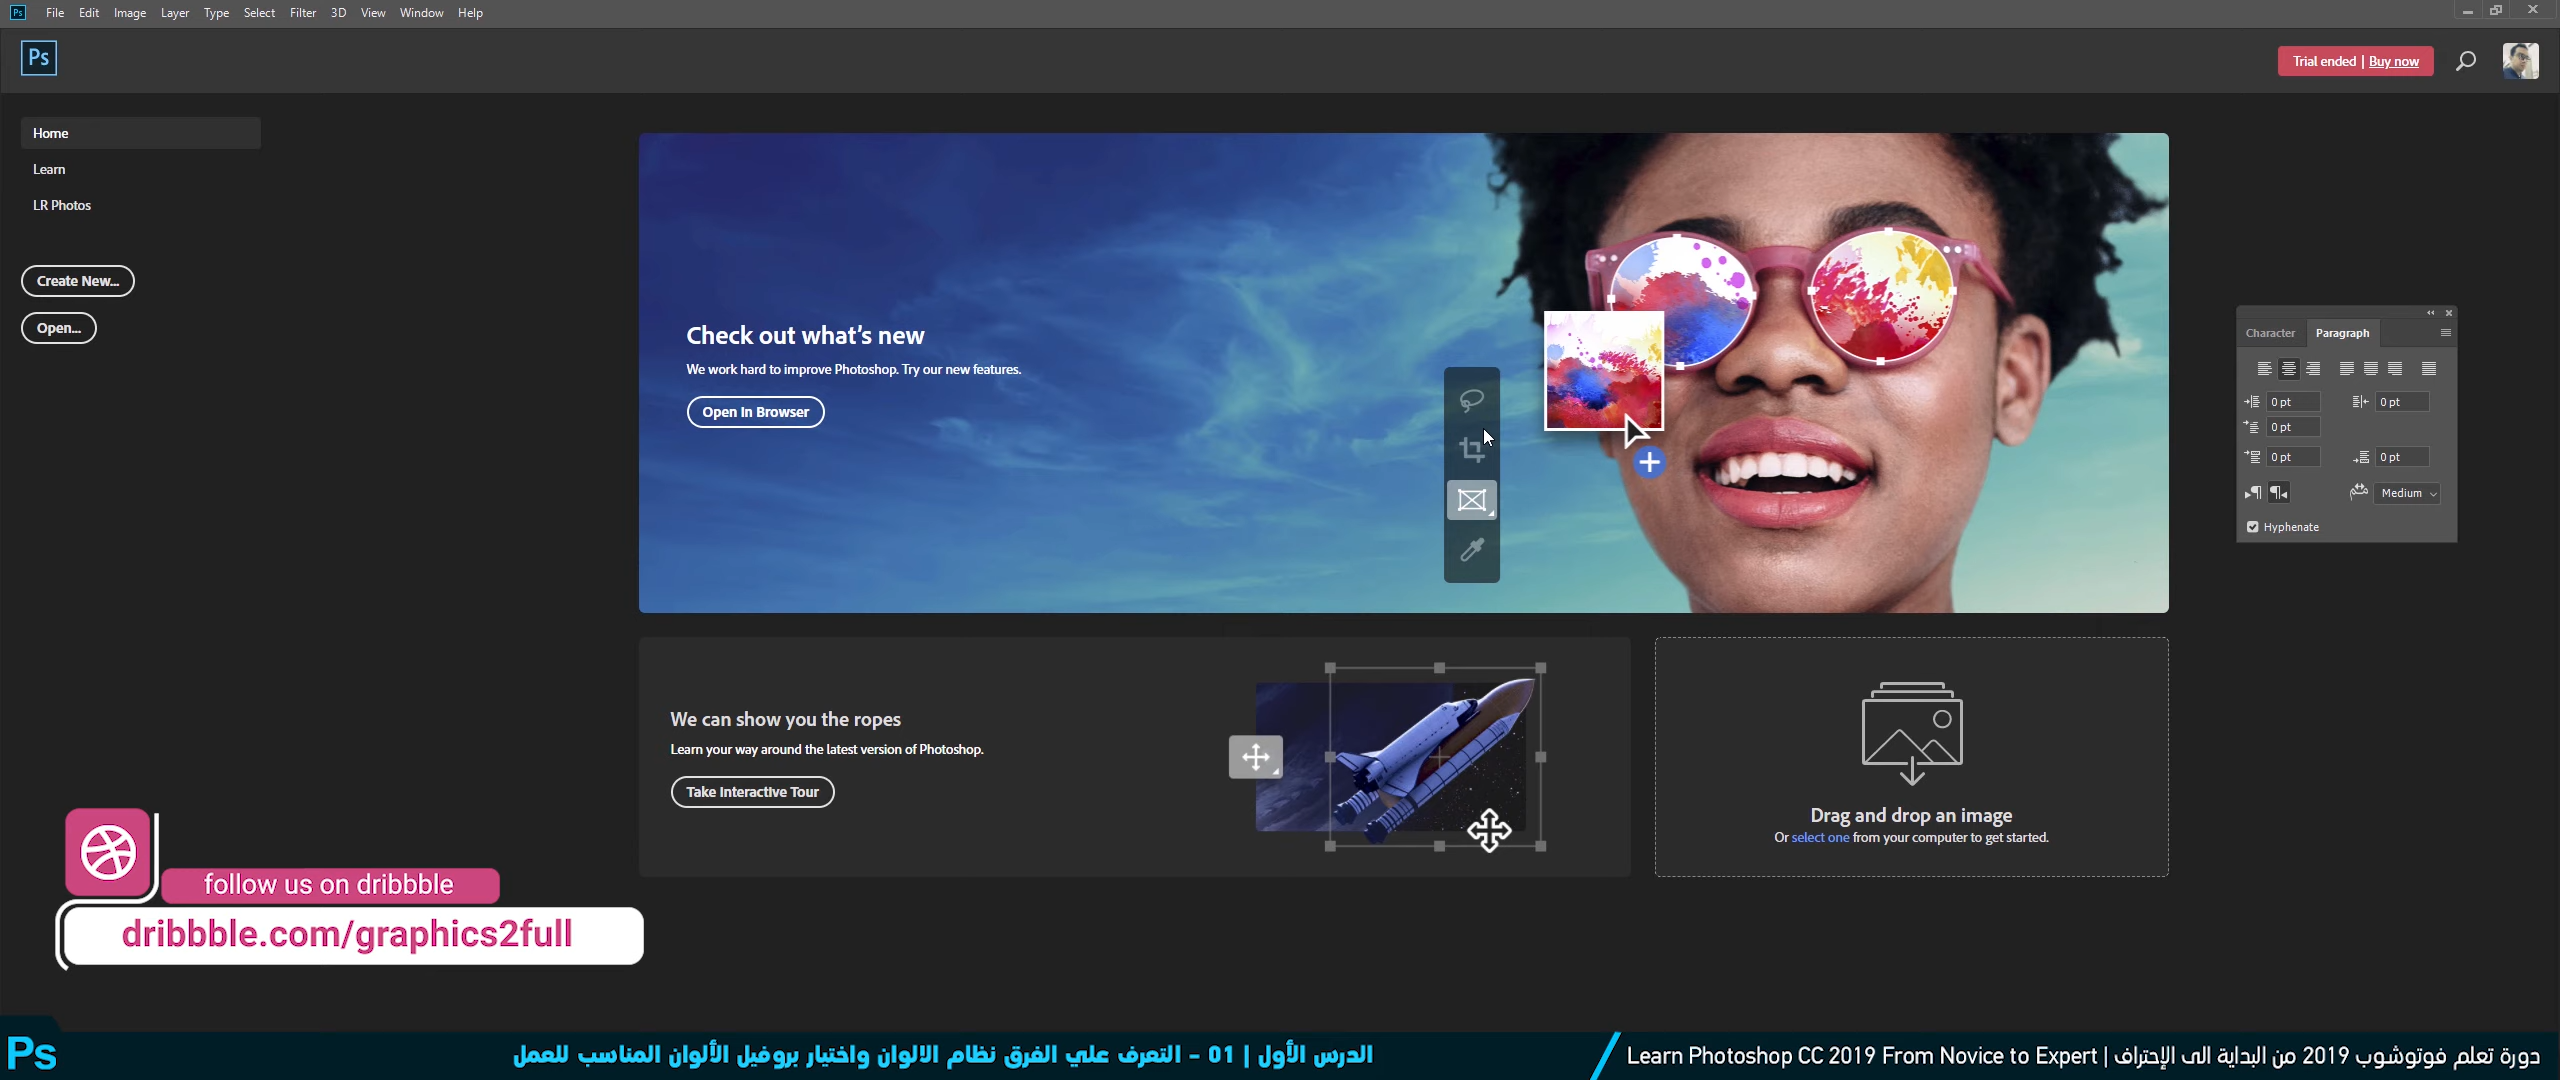 Ps
File Edit Image Layer Type Select Filter 3D View Window Help
Ps
Trial ended | Buy now
Home
Learn
LR Photos
Create New...
Open...
Check out what's new
We work hard to improve Photoshop. Try our new features.
Open in Browser
Character Paragraph
0 pt 0 pt
0 pt
0 pt 0 pt
Medium
Hyphenate
We can show you the ropes
Learn your way around the latest version of Photoshop.
Take Interactive Tour
Drag and drop an image
Or select one from your computer to get started.
follow us on dribbble
dribbble.com/graphics2full
Ps
الدرس الأول | 01 - التعرف علي الفرق نظام الالوان واختيار بروفيل الألوان المناسب للعمل
دورة تعلم فوتوشوب 2019 من البداية الى الإحتراف | Learn Photoshop CC 2019 From Novice to Expert